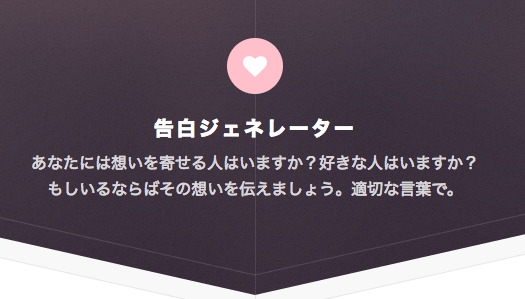 告白ジェネレーター
あなたには想いを寄せる人はいますか？好きな人はいますか？
もしいるならばその想いを伝えましょう。適切な言葉で。